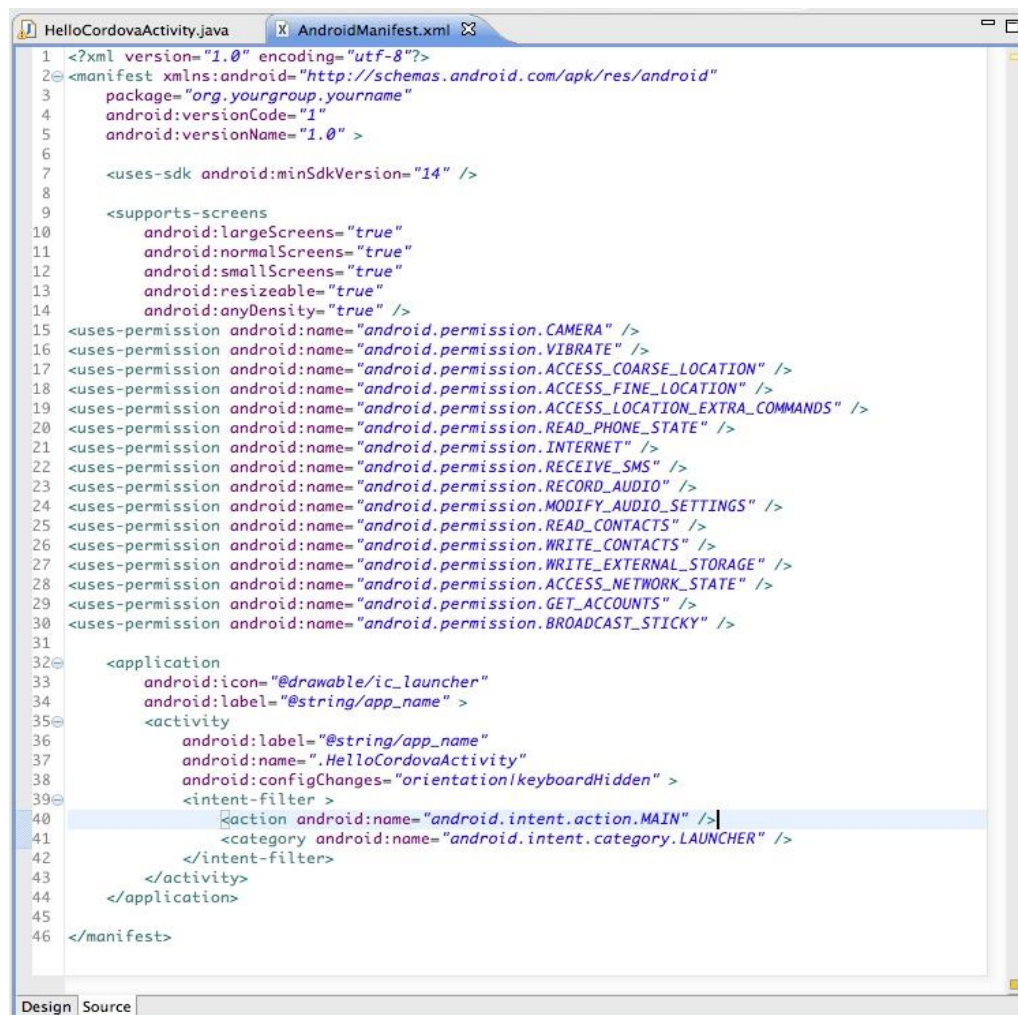 HelloCordovaActivity.java AndroidManifest.xml
1 <?xml version="1.0" encoding="utf-8"?>
2 <manifest xmlns:android="http://schemas.android.com/apk/res/android"
3     package="org.yourgroup.yourname"
4     android:versionCode="1"
5     android:versionName="1.0" >
6
7     <uses-sdk android:minSdkVersion="14" />
8
9     <supports-screens
10         android:largeScreens="true"
11         android:normalScreens="true"
12         android:smallScreens="true"
13         android:resizeable="true"
14         android:anyDensity="true" />
15 <uses-permission android:name="android.permission.CAMERA" />
16 <uses-permission android:name="android.permission.VIBRATE" />
17 <uses-permission android:name="android.permission.ACCESS_COARSE_LOCATION" />
18 <uses-permission android:name="android.permission.ACCESS_FINE_LOCATION" />
19 <uses-permission android:name="android.permission.ACCESS_LOCATION_EXTRA_COMMANDS" />
20 <uses-permission android:name="android.permission.READ_PHONE_STATE" />
21 <uses-permission android:name="android.permission.INTERNET" />
22 <uses-permission android:name="android.permission.RECEIVE_SMS" />
23 <uses-permission android:name="android.permission.RECORD_AUDIO" />
24 <uses-permission android:name="android.permission.MODIFY_AUDIO_SETTINGS" />
25 <uses-permission android:name="android.permission.READ_CONTACTS" />
26 <uses-permission android:name="android.permission.WRITE_CONTACTS" />
27 <uses-permission android:name="android.permission.WRITE_EXTERNAL_STORAGE" />
28 <uses-permission android:name="android.permission.ACCESS_NETWORK_STATE" />
29 <uses-permission android:name="android.permission.GET_ACCOUNTS" />
30 <uses-permission android:name="android.permission.BROADCAST_STICKY" />
31
32     <application
33         android:icon="@drawable/ic_launcher"
34         android:label="@string/app_name" >
35         <activity
36             android:label="@string/app_name"
37             android:name=".HelloCordovaActivity"
38             android:configChanges="orientation|keyboardHidden" >
39             <intent-filter >
40                 <action android:name="android.intent.action.MAIN" />
41                 <category android:name="android.intent.category.LAUNCHER" />
42             </intent-filter>
43         </activity>
44     </application>
45
46 </manifest>
Design Source